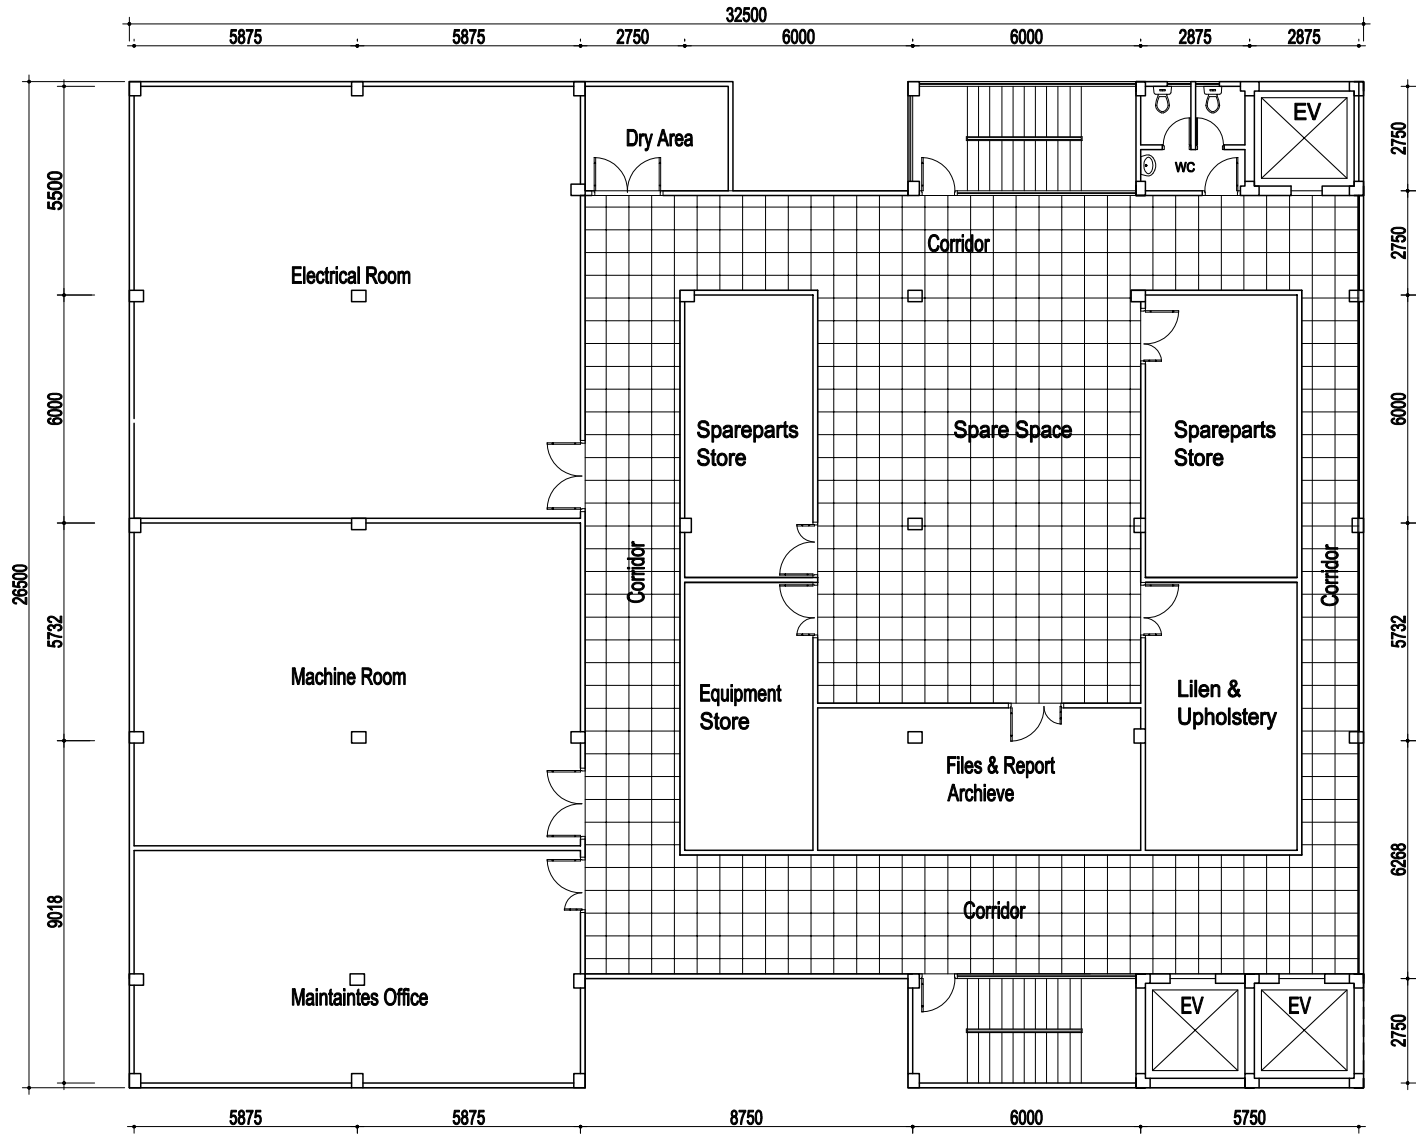 32500
5875
5875
2750
6000
6000
2875
2875
Dry Area
EV
WC
2750
5500
Corridor
2750
Electrical Room
6000
Spareparts
Store
Spare Space
Spareparts
Store
6000
26500
Corridor
Corridor
5732
5732
Machine Room
Equipment
Store
Lilen &
Upholstery
Files & Report
Archieve
9018
6268
Corridor
Maintaintes Office
EV
EV
2750
5875
5875
8750
6000
5750